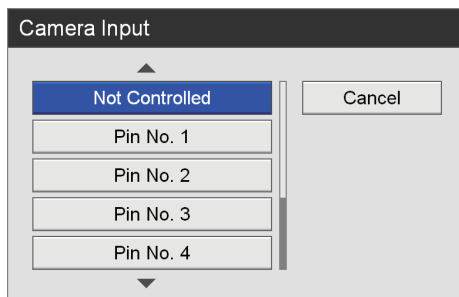 Camera Input
Not Controlled
Cancel
Pin No. 1
Pin No. 2
Pin No. 3
Pin No. 4